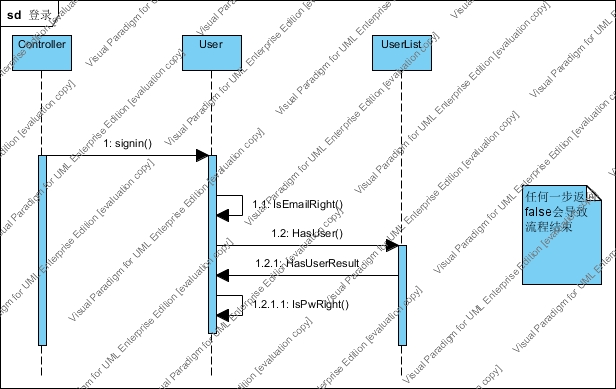 sd 登录
Controller
User
UserList
1: signin()
1.1: IsEmailRight()
1.2: HasUser()
1.2.1: HasUserResult
1.2.1.1: IsPwRight()
任何一步返回
false会导致
流程结束
Visual Paradigm for UML Enterprise Edition [evaluation copy]